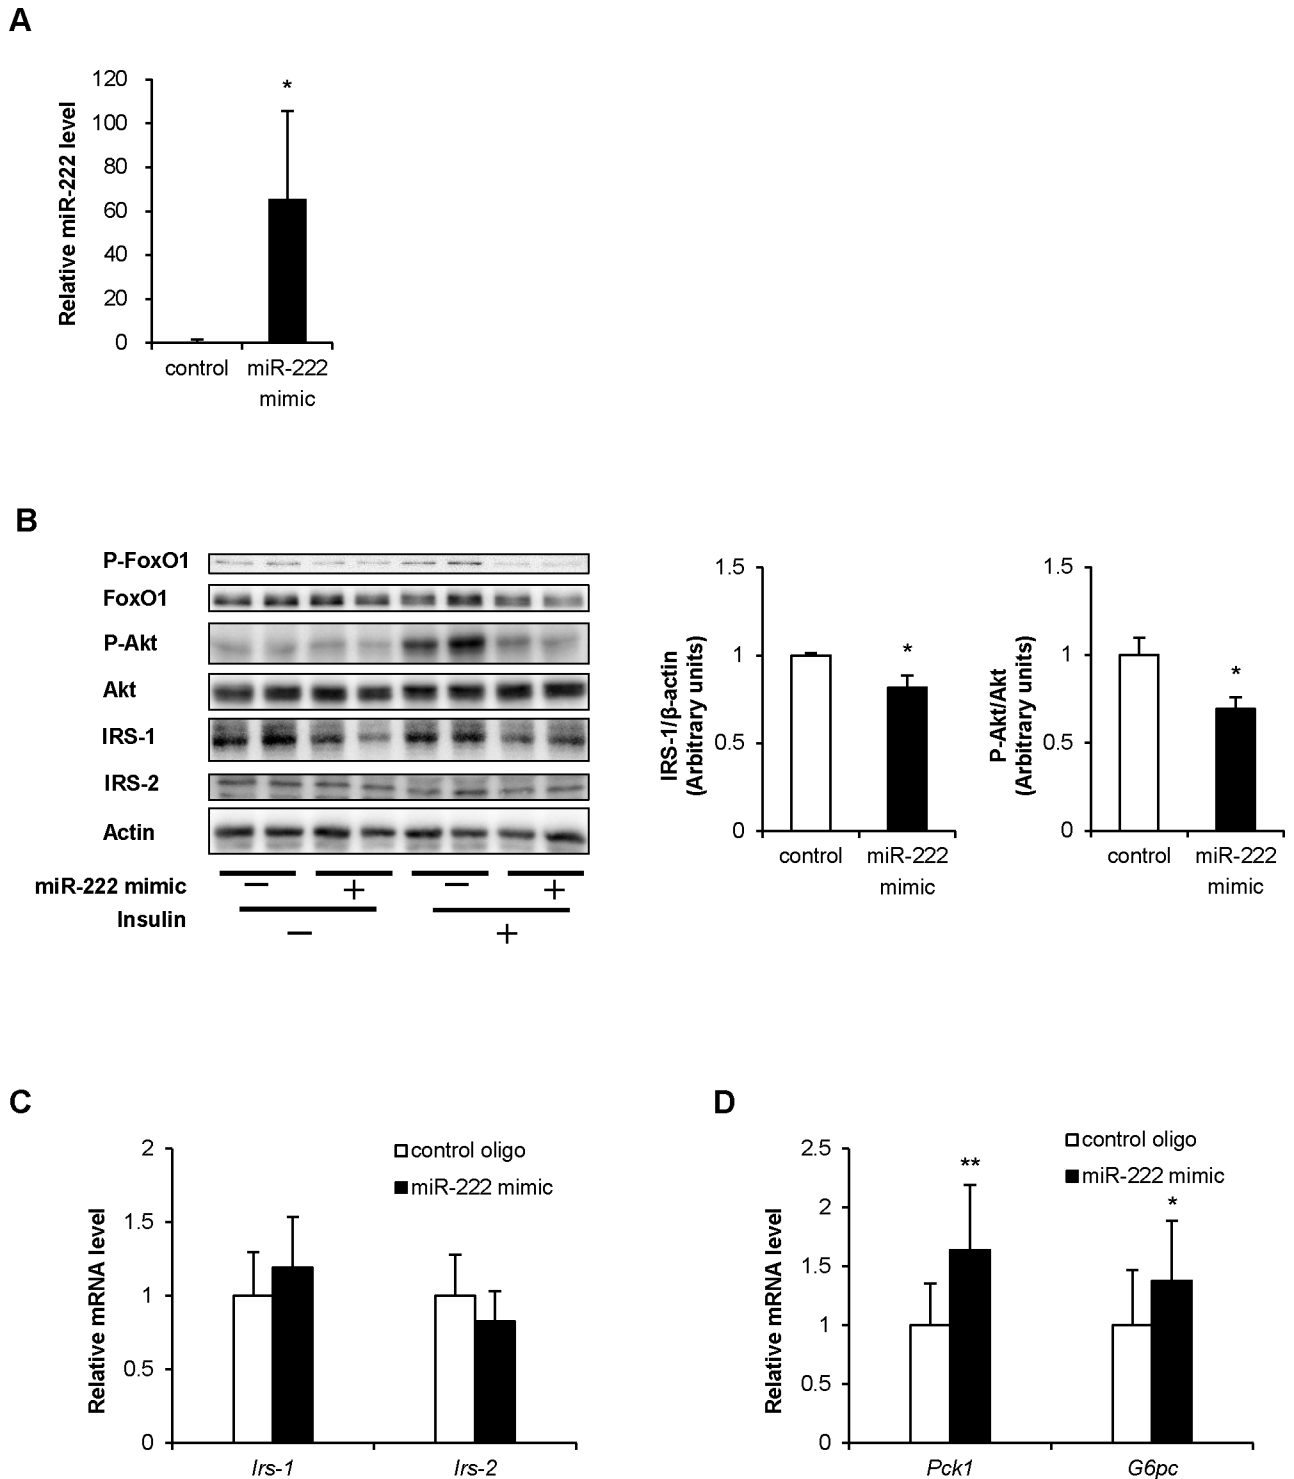 A
Relative miR-222 level
120
100
80
60
40
20
0
*
control
miR-222
mimic
B
P-FoxO1
FoxO1
P-Akt
Akt
IRS-1
IRS-2
Actin
miR-222 mimic
− + − +
Insulin
− +
IRS-1/β-actin
(Arbitrary units)
1.5
1
0.5
0
*
control
miR-222
mimic
P-Akt/Akt
(Arbitrary units)
1.5
1
0.5
0
*
control
miR-222
mimic
C
Relative mRNA level
2
1.5
1
0.5
0
control oligo
miR-222 mimic
Irs-1
Irs-2
D
Relative mRNA level
2.5
2
1.5
1
0.5
0
control oligo
miR-222 mimic
**
*
Pck1
G6pc